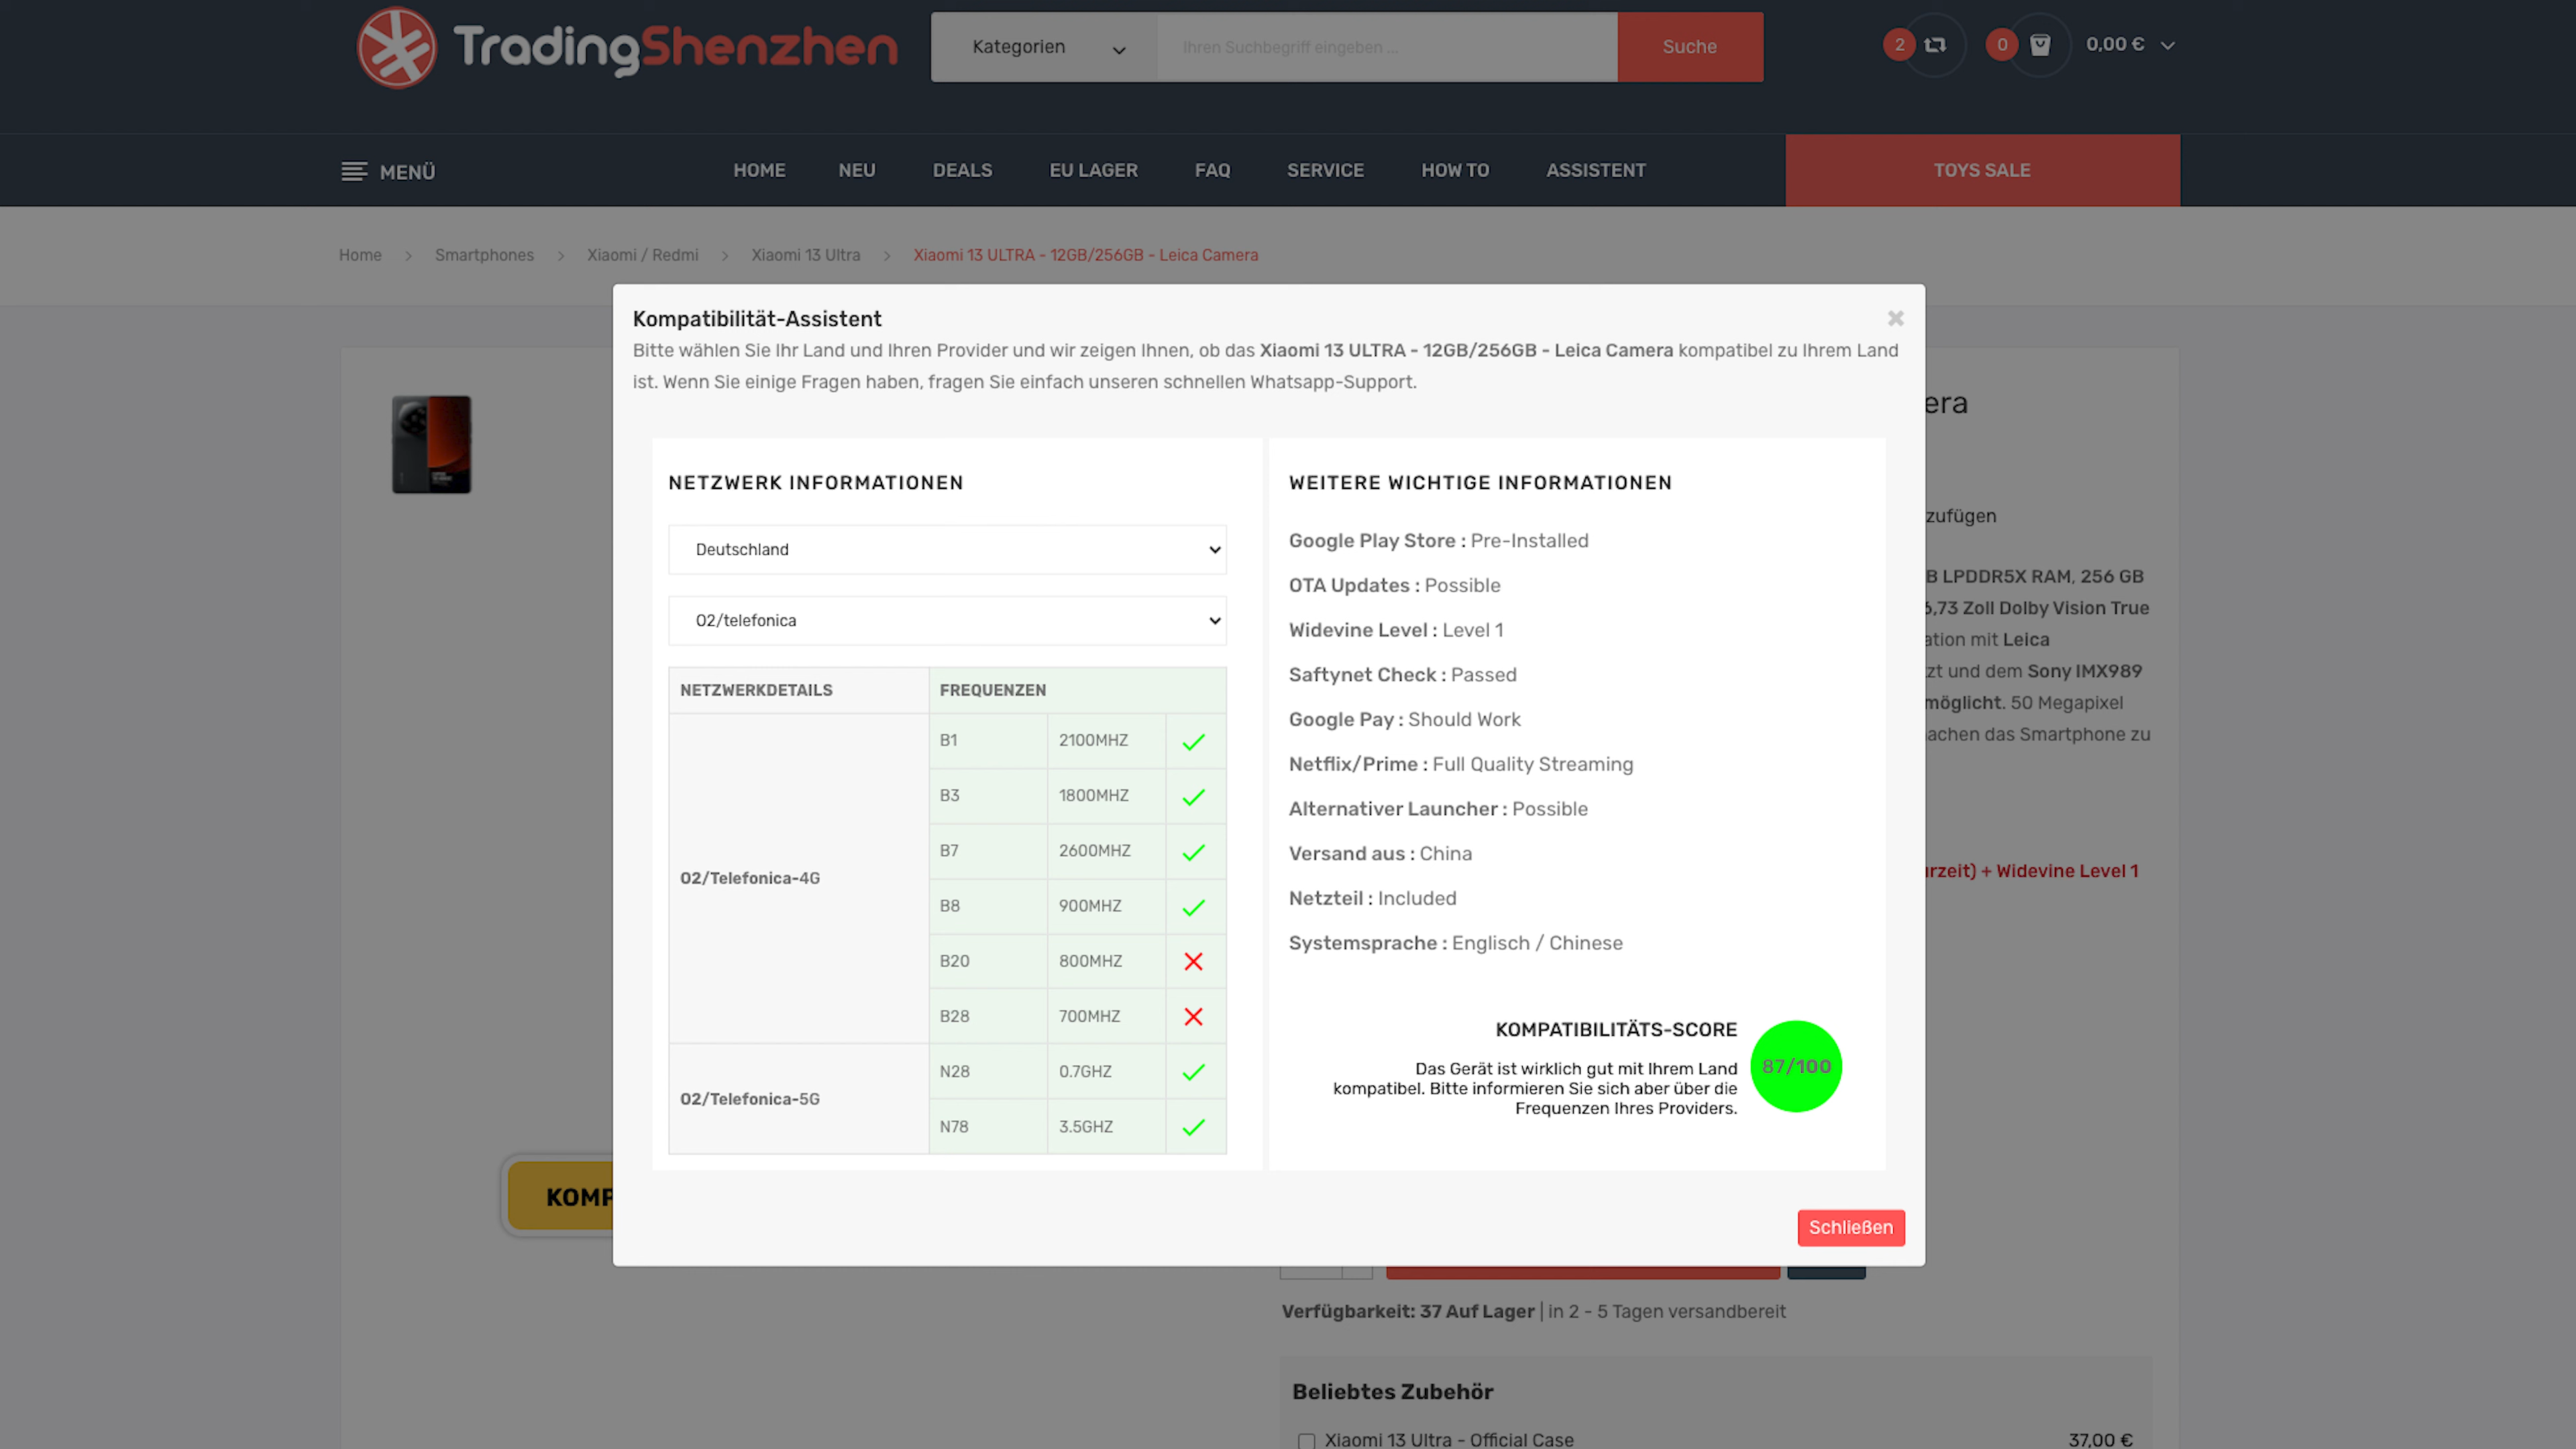 TradingShenzhen
Kategorien
Ihren Suchbegriff eingeben ...
Suche
2
0
0,00 €
MENÜ
HOME
NEU
DEALS
EU LAGER
FAQ
SERVICE
HOW TO
ASSISTENT
TOYS SALE
Home > Smartphones > Xiaomi / Redmi > Xiaomi 13 Ultra > Xiaomi 13 ULTRA - 12GB/256GB - Leica Camera
Kompatibilität-Assistent
Bitte wählen Sie Ihr Land und Ihren Provider und wir zeigen Ihnen, ob das Xiaomi 13 ULTRA - 12GB/256GB - Leica Camera kompatibel zu Ihrem Land
ist. Wenn Sie einige Fragen haben, fragen Sie einfach unseren schnellen Whatsapp-Support.
NETZWERK INFORMATIONEN
Deutschland
O2/telefonica
NETZWERKDETAILS FREQUENZEN
O2/Telefonica-4G
B1 2100MHZ
B3 1800MHZ
B7 2600MHZ
B8 900MHZ
B20 800MHZ
B28 700MHZ
O2/Telefonica-5G
N28 0.7GHZ
N78 3.5GHZ
WEITERE WICHTIGE INFORMATIONEN
Google Play Store : Pre-Installed
OTA Updates : Possible
Widevine Level : Level 1
Saftynet Check : Passed
Google Pay : Should Work
Netflix/Prime : Full Quality Streaming
Alternativer Launcher : Possible
Versand aus : China
Netzteil : Included
Systemsprache : Englisch / Chinese
KOMPATIBILITÄTS-SCORE
Das Gerät ist wirklich gut mit Ihrem Land
kompatibel. Bitte informieren Sie sich aber über die
Frequenzen Ihres Providers.
87/100
Schließen
era
zufügen
B LPDDR5X RAM, 256 GB
6,73 Zoll Dolby Vision True
ation mit Leica
zt und dem Sony IMX989
möglicht. 50 Megapixel
achen das Smartphone zu
urzeit) + Widevine Level 1
KOMP
Verfügbarkeit: 37 Auf Lager | in 2 - 5 Tagen versandbereit
Beliebtes Zubehör
Xiaomi 13 Ultra - Official Case
37,00 €